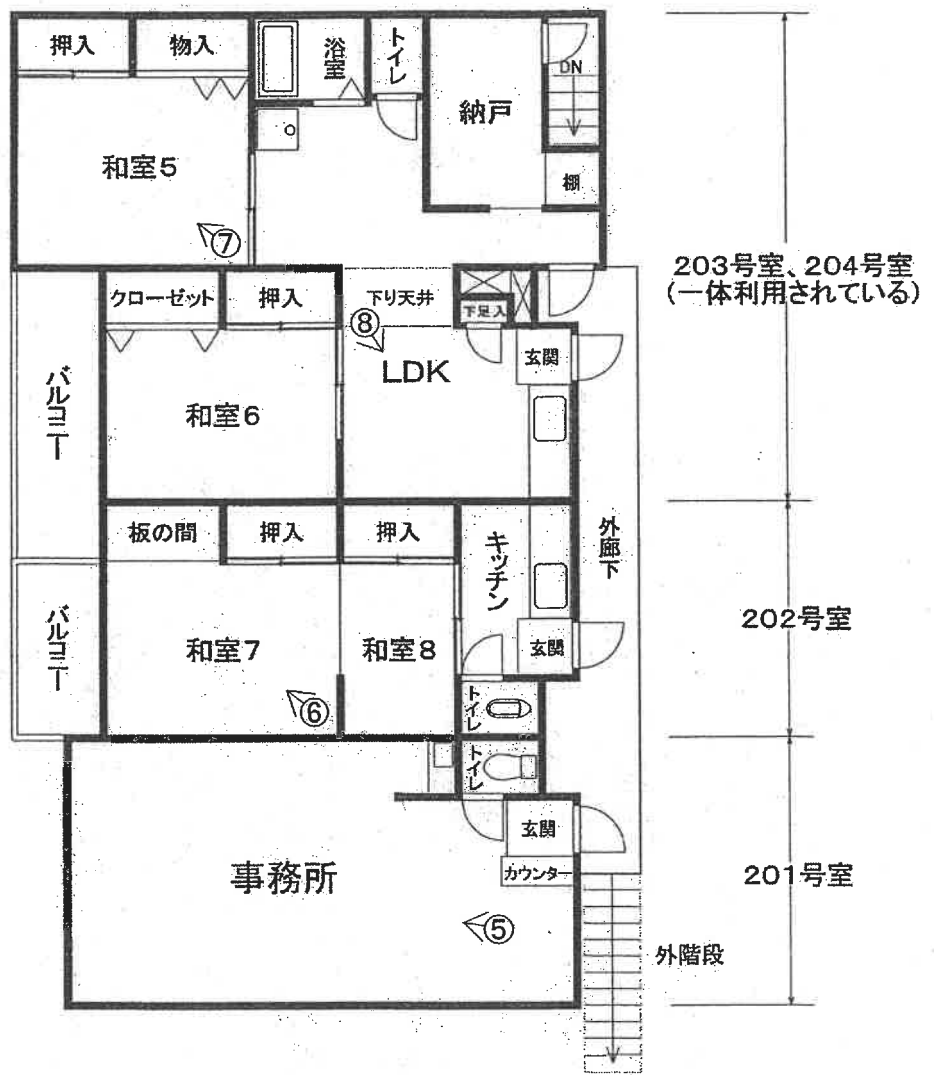 押入
物入
浴室
トイレ
納戸
DN
棚
和室5
⑦
203号室、204号室
(一体利用されている)
クローゼット
押入
下り天井
下足入
⑧
LDK
玄関
バルコニー
和室6
板の間
押入
押入
キッチン
外廊下
バルコニー
和室7
和室8
玄関
202号室
⑥
トイレ
トイレ
玄関
カウンター
事務所
201号室
⑤
外階段